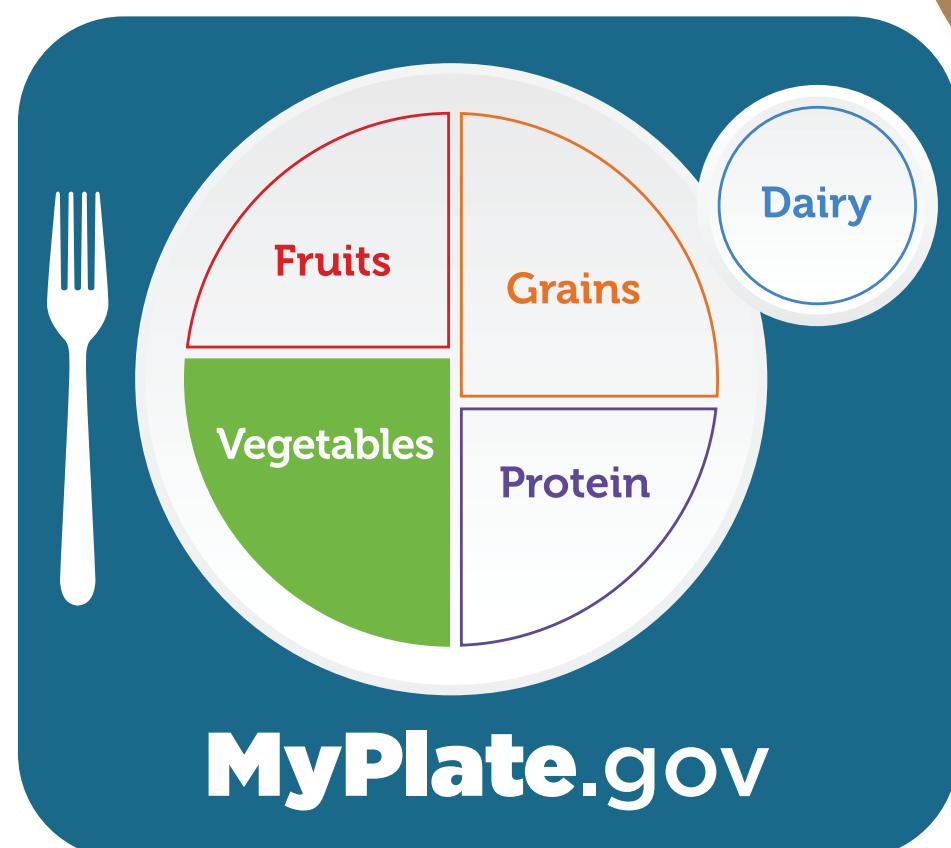 Dairy
Fruits
Grains
Vegetables
Protein
MyPlate.gov